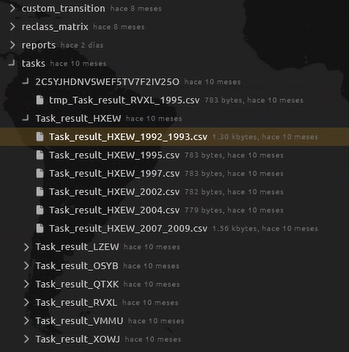 custom_transition hace 8 meses
reclass_matrix hace 8 meses
reports hace 2 dias
tasks hace 10 meses
2C5YJHDNVSWEF5TV7F2IV25O hace 10 meses
tmp_Task_result_RVXL_1995.csv 783 bytes, hace 10 meses
Task_result_HXEW hace 10 meses
Task_result_HXEW_1992_1993.csv 1.30 kbytes, hace 10 meses
Task_result_HXEW_1995.csv 783 bytes, hace 10 meses
Task_result_HXEW_1997.csv 783 bytes, hace 10 meses
Task_result_HXEW_2002.csv 782 bytes, hace 10 meses
Task_result_HXEW_2004.csv 779 bytes, hace 10 meses
Task_result_HXEW_2007_2009.csv 1.56 kbytes, hace 10 meses
Task_result_LZEW hace 10 meses
Task_result_OSYB hace 10 meses
Task_result_QTXK hace 10 meses
Task_result_RVXL hace 10 meses
Task_result_VMMU hace 10 meses
Task_result_XOWJ hace 10 meses